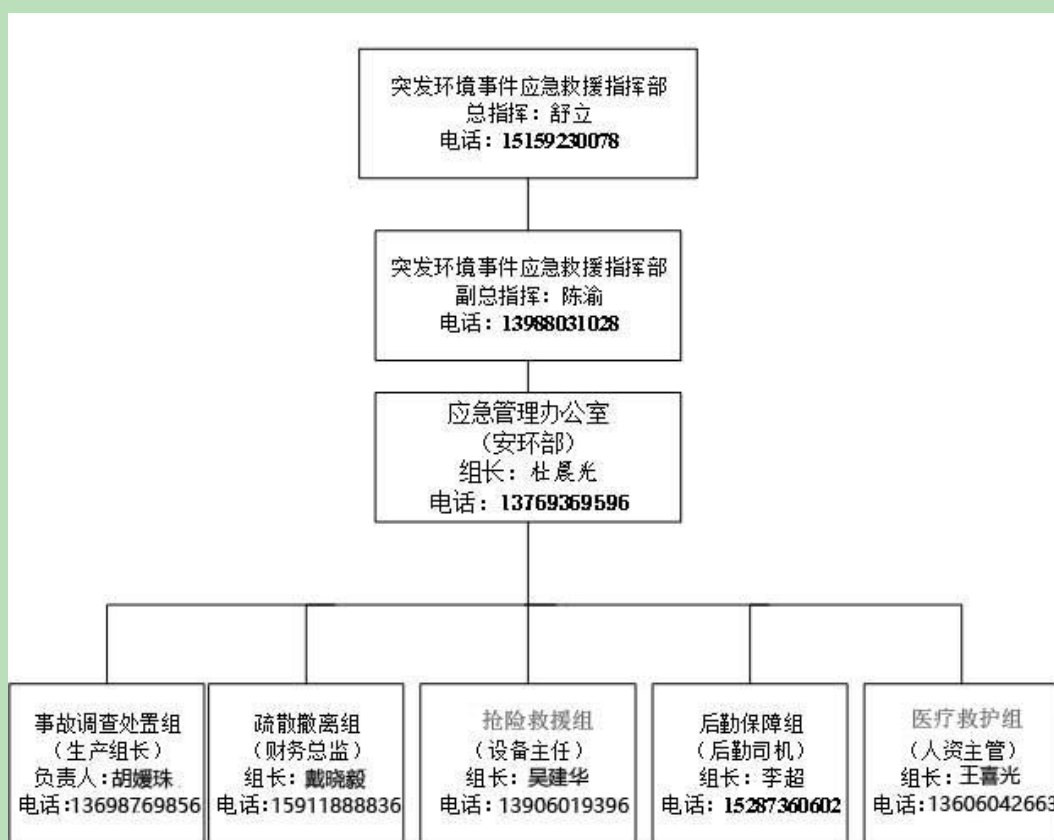 突发环境事件应急救援指挥部
总指挥：舒立
电话：15159230078
突发环境事件应急救援指挥部
副总指挥：陈渝
电话：13988031028
应急管理办公室
（安环部）
组长：杜晨光
电话：13769369596
事故调查处置组
（生产组长）
负责人：胡媛珠
电话:13698769856
疏散撤离组
（财务总监）
组长：戴晓毅
电话:15911888836
抢险救援组
（设备主任）
组长：吴建华
电话:13906019396
后勤保障组
（后勤司机）
组长：李超
电话：15287360602
医疗救护组
（人资主管）
组长：王喜光
电话:13606042663